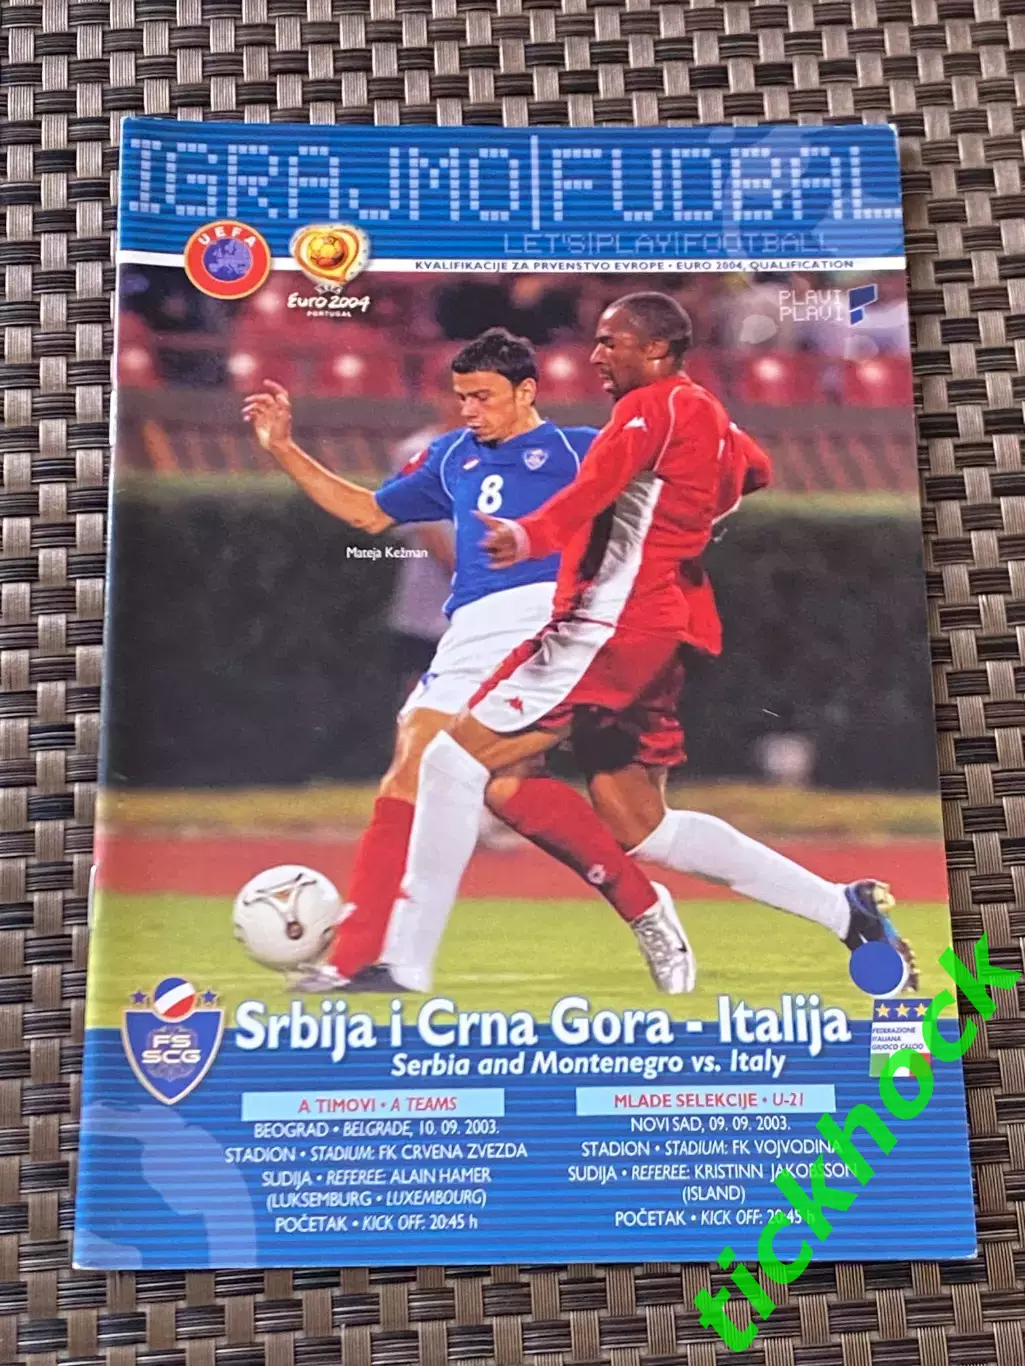 IGRAJMO|FUDBAL
LET'S|PLAY|FOOTBALL
UEFA
Euro2004
PORTUGAL
KVALIFIKACIJE ZA PRVENSTVO EVROPE • EURO 2004, QUALIFICATION
PLAVI
PLAVI
8
Mateja Kežman
FS
SCG
Srbija i Crna Gora - Italija
Serbia and Montenegro vs. Italy
FEDERAZIONE
ITALIANA
GIUOCO CALCIO
A TIMOVI • A TEAMS
BEOGRAD • BELGRADE, 10. 09. 2003.
STADION • STADIUM: FK CRVENA ZVEZDA
SUDIJA • REFEREE: ALAIN HAMER
(LUKSEMBURG • LUXEMBOURG)
POČETAK • KICK OFF: 20:45 h
MLADE SELEKCIJE • U-21
NOVI SAD, 09. 09. 2003.
STADION • STADIUM: FK VOJVODINA
SUDIJA • REFEREE: KRISTINN JAKOBSSON
(ISLAND)
POČETAK • KICK OFF: 20:45 h
tickhock